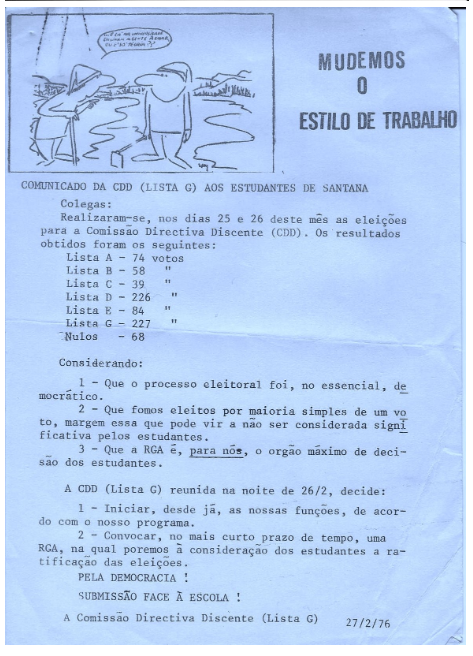 MUDEMOS
O
ESTILO DE TRABALHO
COMUNICADO DA CDD (LISTA G) AOS ESTUDANTES DE SANTANA
Colegas:
Realizaram-se, nos dias 25 e 26 deste mês as eleições
para a Comissão Directiva Discente (CDD). Os resultados
obtidos foram os seguintes:
Lista A - 74 votos
Lista B - 58 "
Lista C - 39 "
Lista D - 226 "
Lista E - 84 "
Lista G - 227 "
Nulos - 68
Considerando:
1 - Que o processo eleitoral foi, no essencial, de
mocrático.
2 - Que fomos eleitos por maioria simples de um vo
to, margem essa que pode vir a não ser considerada signi
ficativa pelos estudantes.
3 - Que a RGA é, para nós, o orgão máximo de deci-
são dos estudantes.
A CDD (Lista G) reunida na noite de 26/2, decide:
1 - Iniciar, desde já, as nossas funções, de acor-
do com o nosso programa.
2 - Convocar, no mais curto prazo de tempo, uma
RGA, na qual poremos à consideração dos estudantes a ra-
tificação das eleições.
PELA DEMOCRACIA !
SUBMISSÃO FACE À ESCOLA !
A Comissão Directiva Discente (Lista G) 27/2/76